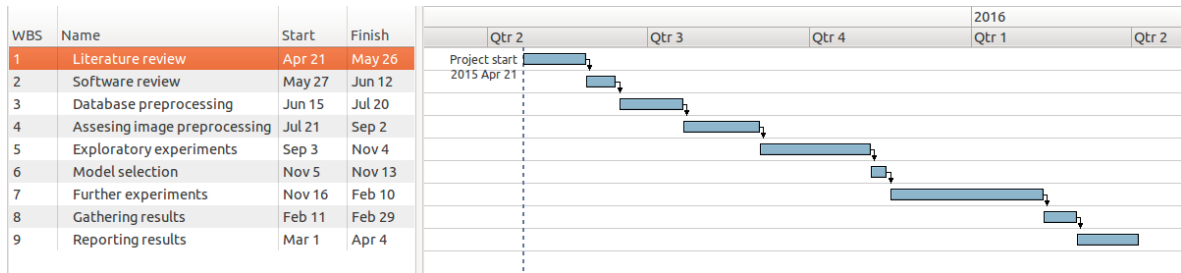 2016
WBS Name Start Finish Qtr 2 Qtr 3 Qtr 4 Qtr 1 Qtr 2
1 Literature review Apr 21 May 26 Project start
2015 Apr 21
2 Software review May 27 Jun 12
3 Database preprocessing Jun 15 Jul 20
4 Assesing image preprocessing Jul 21 Sep 2
5 Exploratory experiments Sep 3 Nov 4
6 Model selection Nov 5 Nov 13
7 Further experiments Nov 16 Feb 10
8 Gathering results Feb 11 Feb 29
9 Reporting results Mar 1 Apr 4